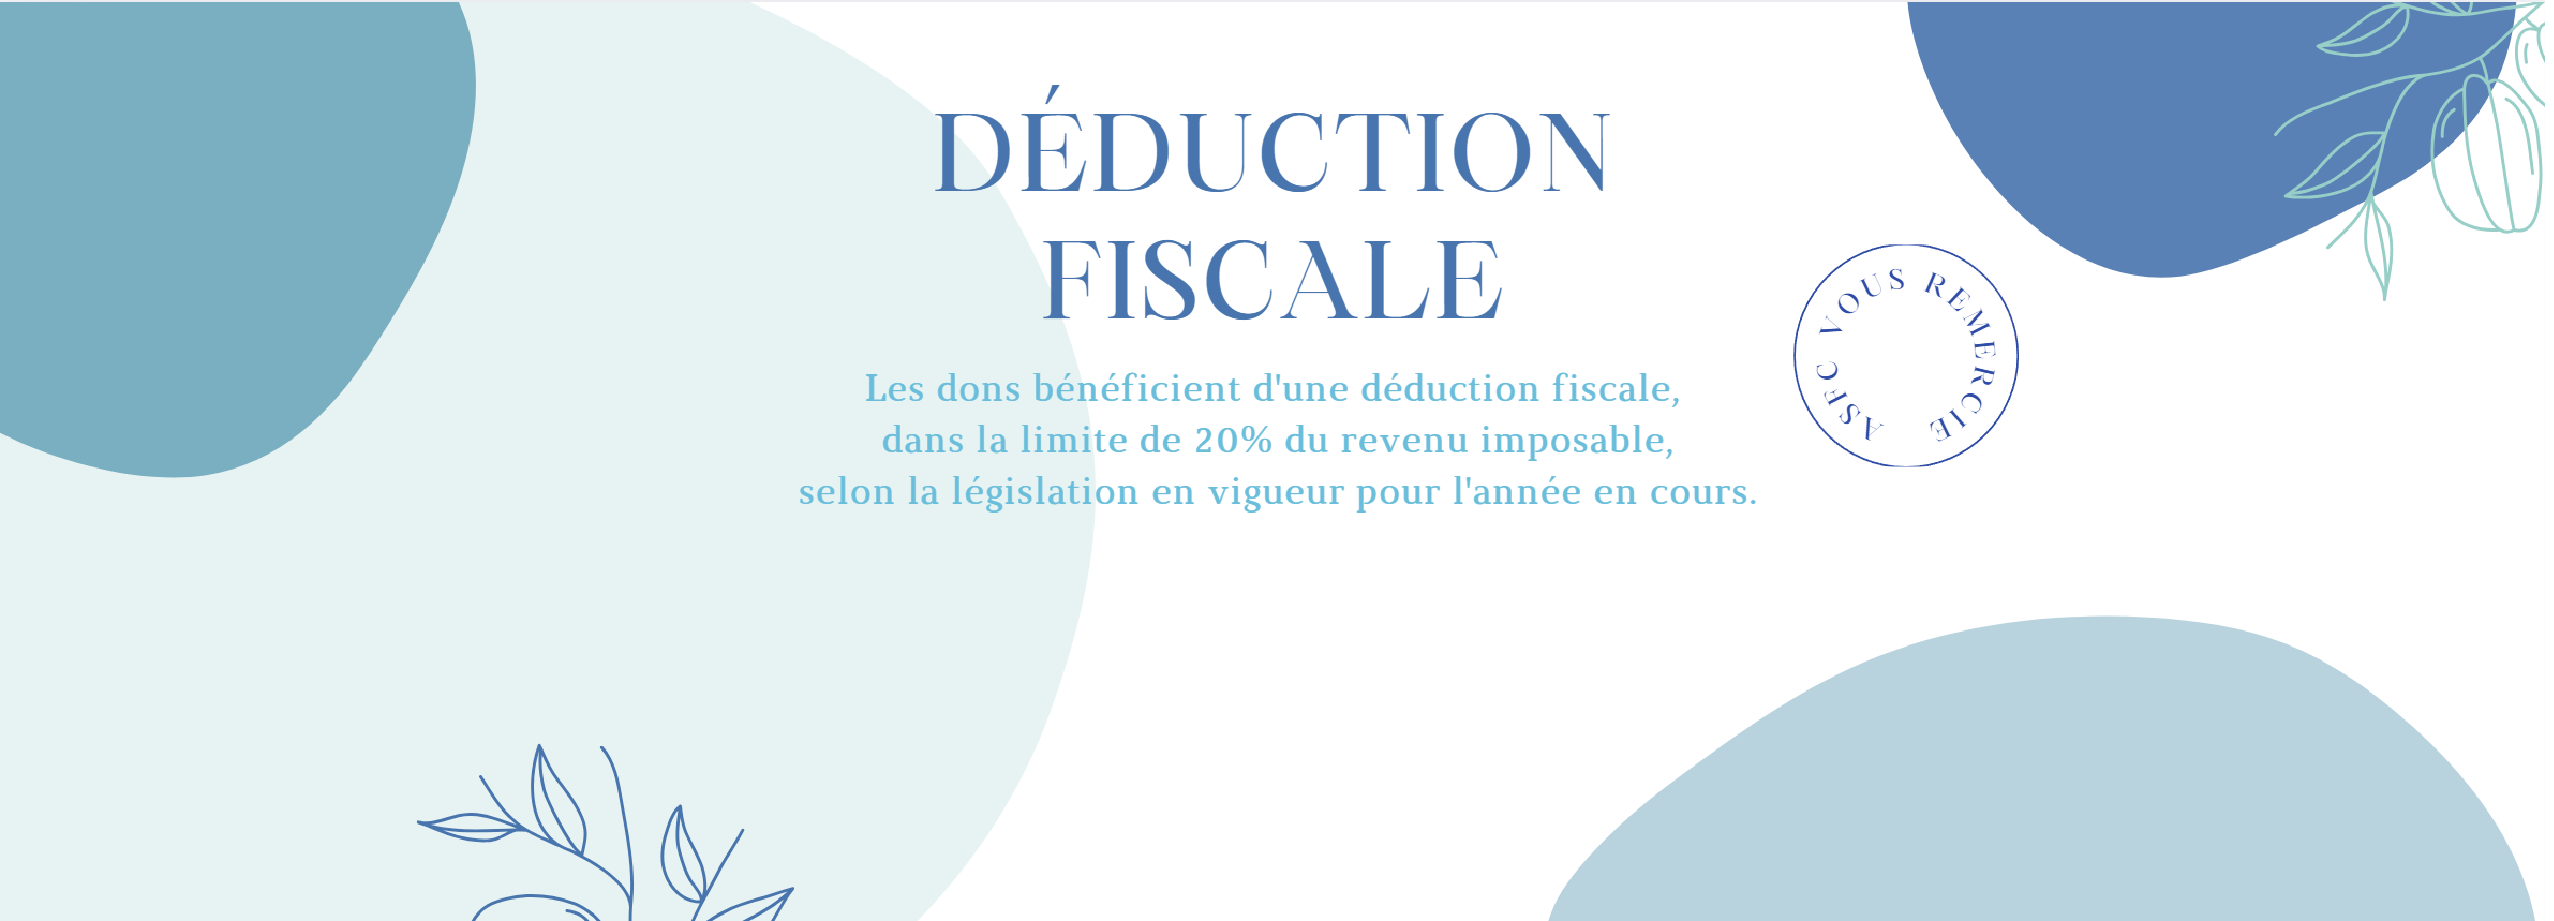 DÉDUCTION
FISCALE
Les dons bénéficient d'une déduction fiscale,
dans la limite de 20% du revenu imposable,
selon la législation en vigueur pour l'année en cours.
ASFC VOUS REMERCIE